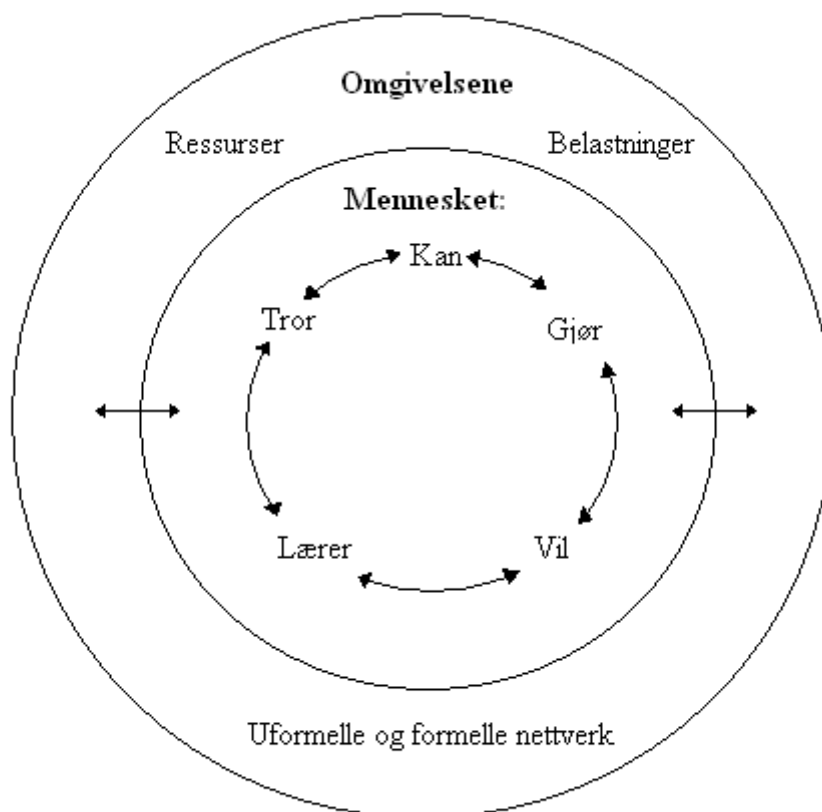 Omgivelsene
Ressurser
Belastninger
Mennesket:
Kan
Tror
Gjør
Lærer
Vil
Uformelle og formelle nettverk